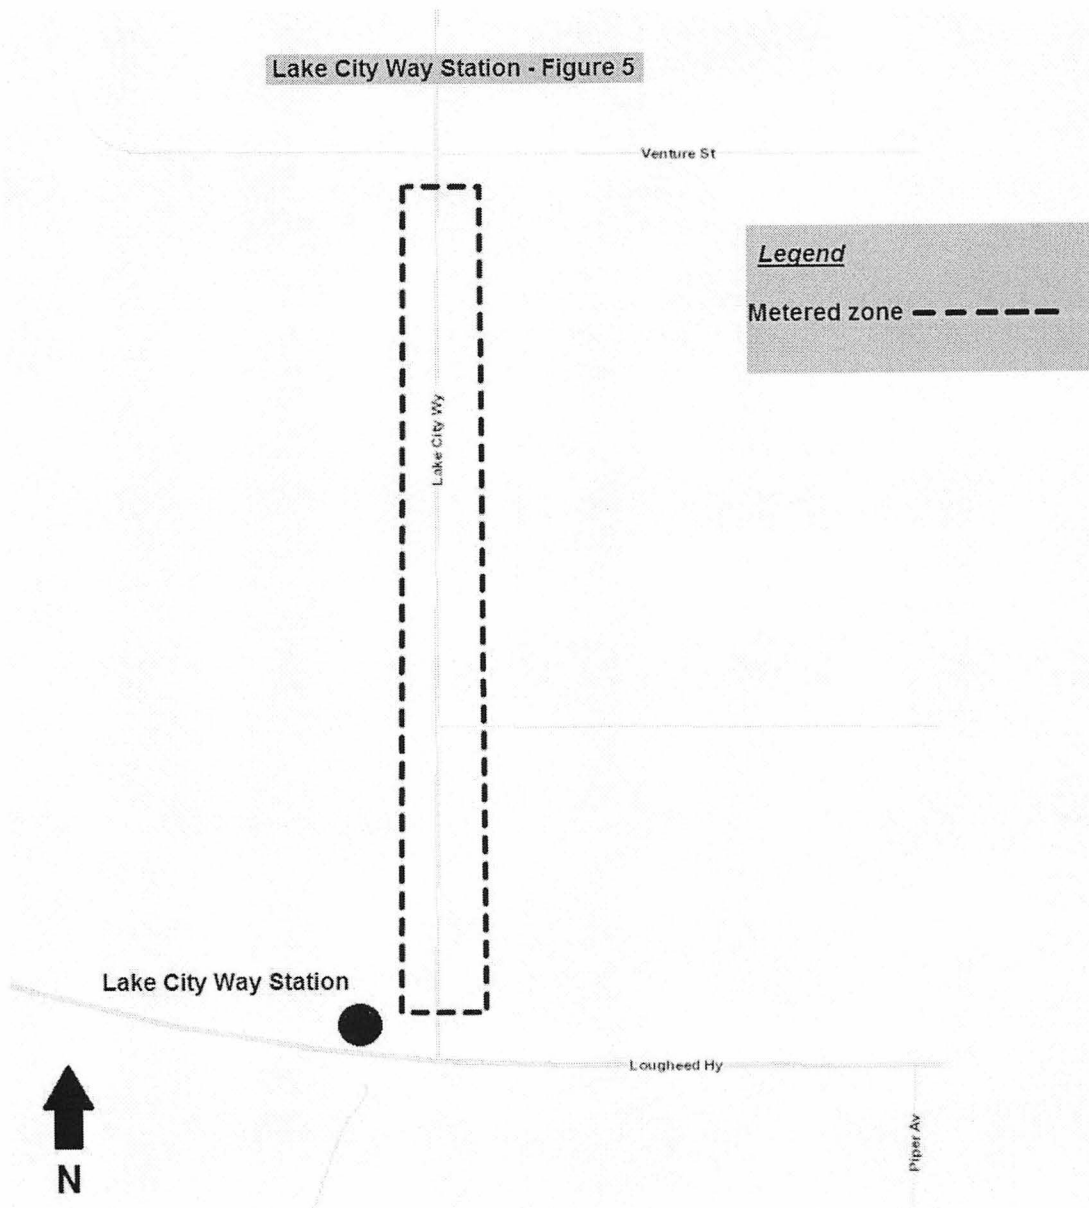 Lake City Way Station - Figure 5
Venture St
Legend
Metered zone
Lake City Wy
Lake City Way Station
Lougheed Hy
Piper Av
N